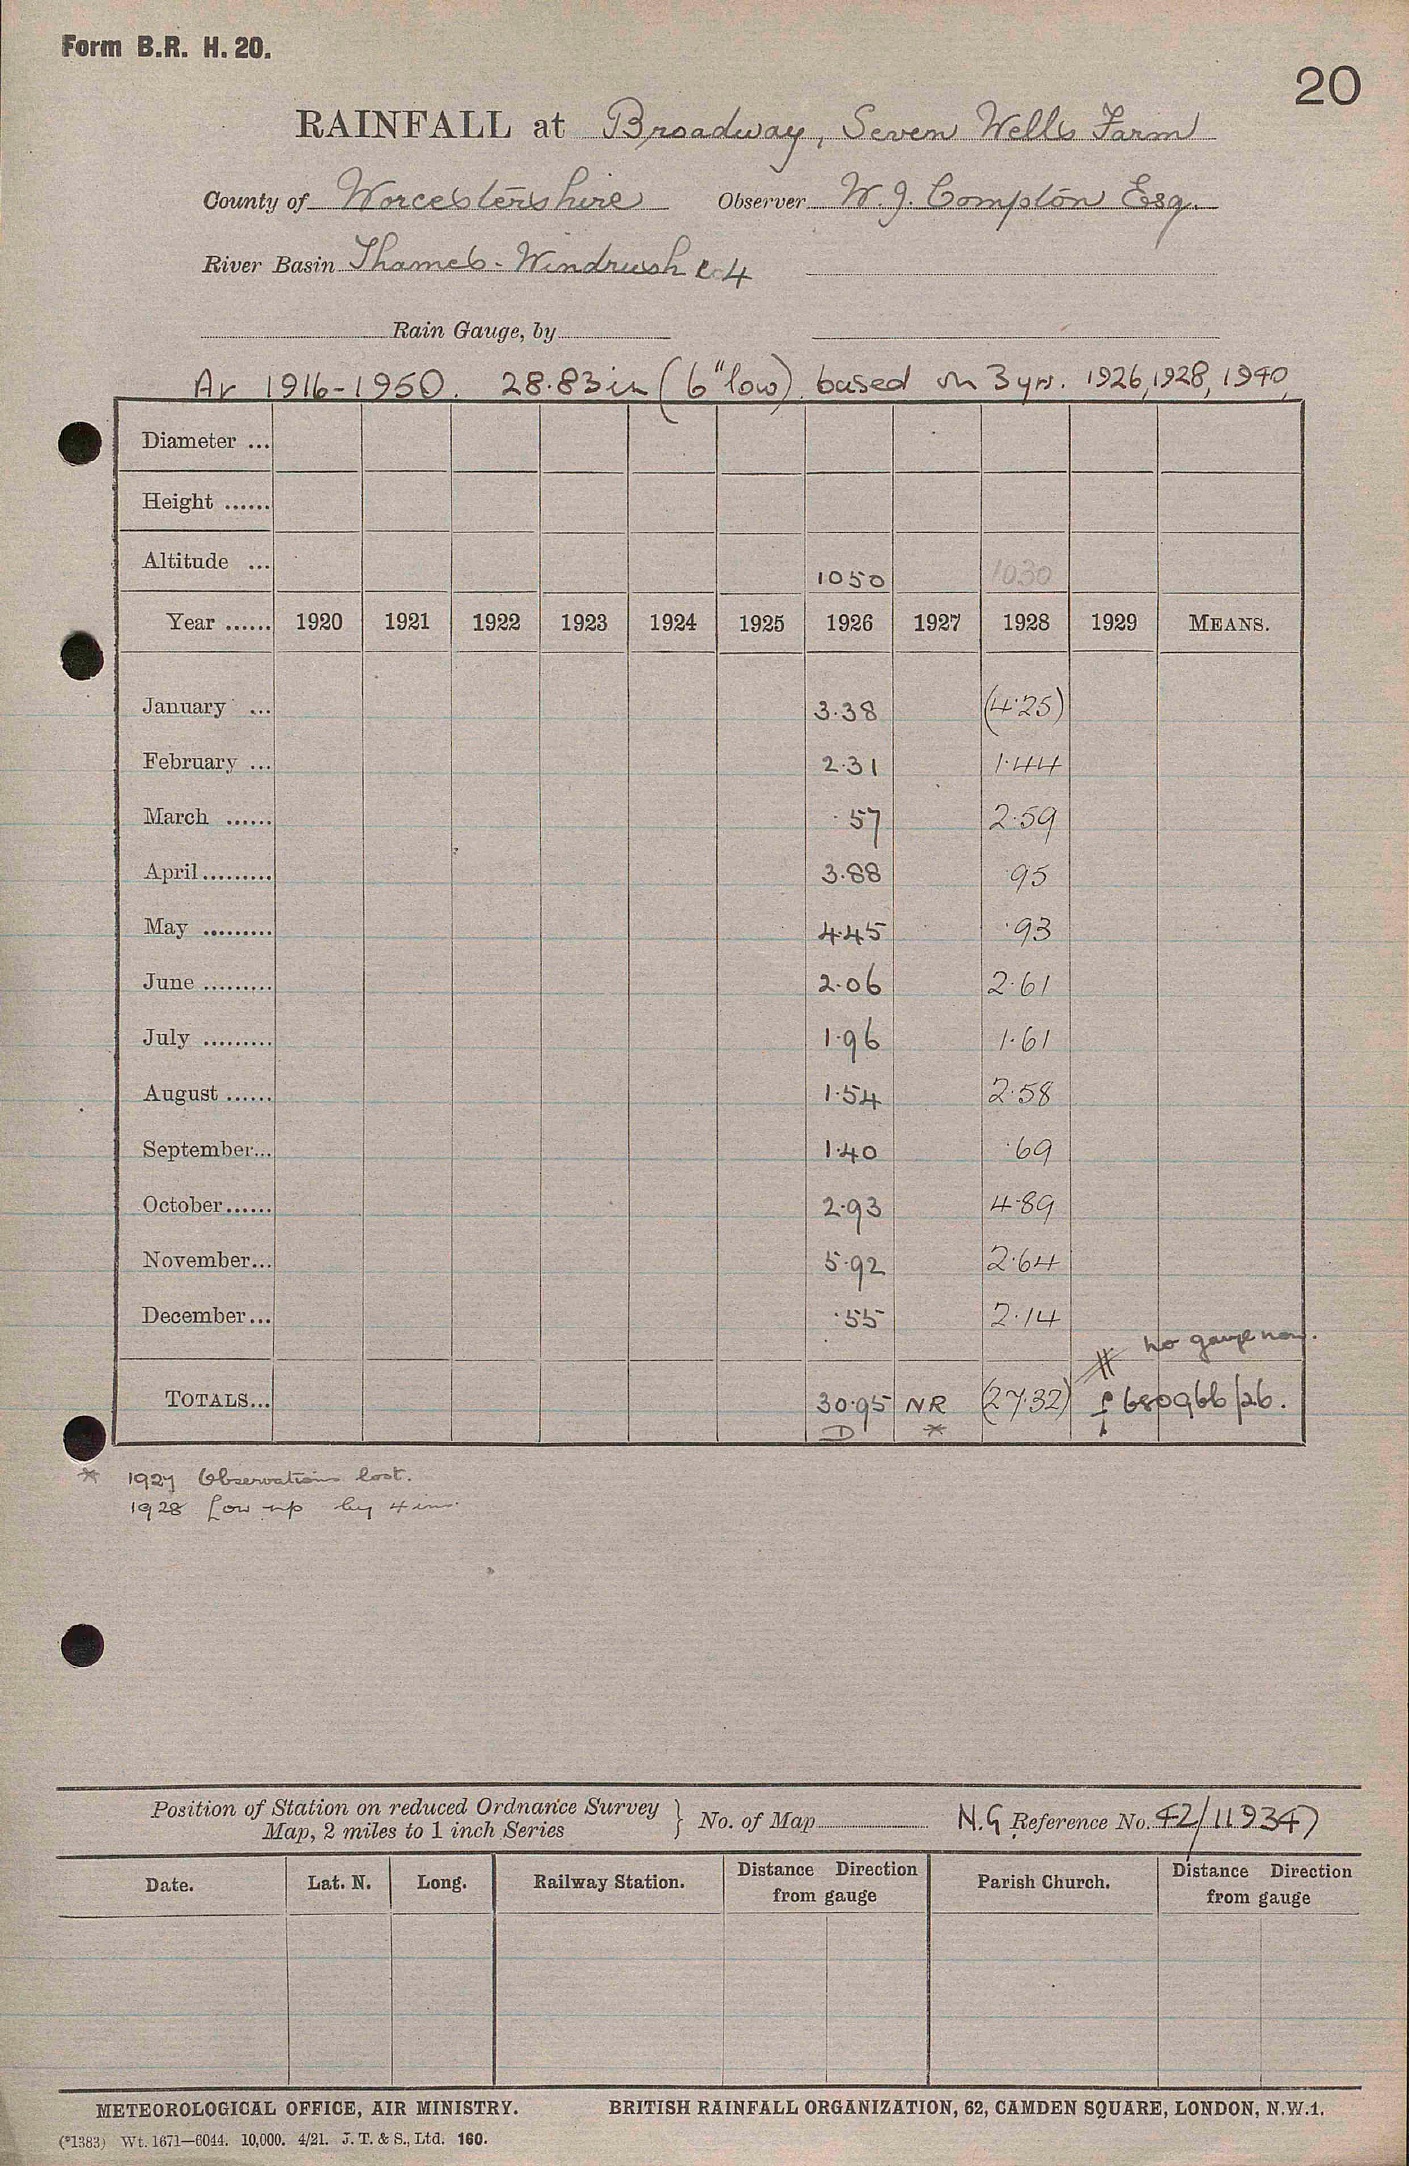 Form B.R. H. 20.
20
RAINFALL at Broadway, Seven Wells Farm
County of Worcestershire Observer W. J. Compton Esq.
River Basin Thames - Windrush 4
Rain Gauge, by
Av 1916-1950. 28.83 in (6" low). based on 3 yrs. 1926, 1928, 1940,
Diameter ...
Height ......
Altitude ... 1050 1030
Year ...... 1920 1921 1922 1923 1924 1925 1926 1927 1928 1929 MEANS.
January ... 3.38 (4.25)
February ... 2.31 1.44
March ...... .57 2.59
April ......... 3.88 .95
May ......... 4.45 .93
June ......... 2.06 2.61
July ......... 1.96 1.61
August ...... 1.54 2.58
September... 1.40 .69
October...... 2.93 4.89
November... 5.92 2.64
December... .55 2.14
No gauge now.
TOTALS... 30.95 NR (27.32) 680966/26.
D *
* 1927 Observations lost.
1928 Low up by 4 in.
Position of Station on reduced Ordnance Survey
Map, 2 miles to 1 inch Series } No. of Map N.G Reference No. 42/119347
Date. Lat. N. Long. Railway Station. Distance Direction from gauge Parish Church. Distance Direction from gauge
METEOROLOGICAL OFFICE, AIR MINISTRY. BRITISH RAINFALL ORGANIZATION, 62, CAMDEN SQUARE, LONDON, N.W.1.
(*1383) Wt. 1671—6044. 10,000. 4/21. J. T. & S., Ltd. 160.